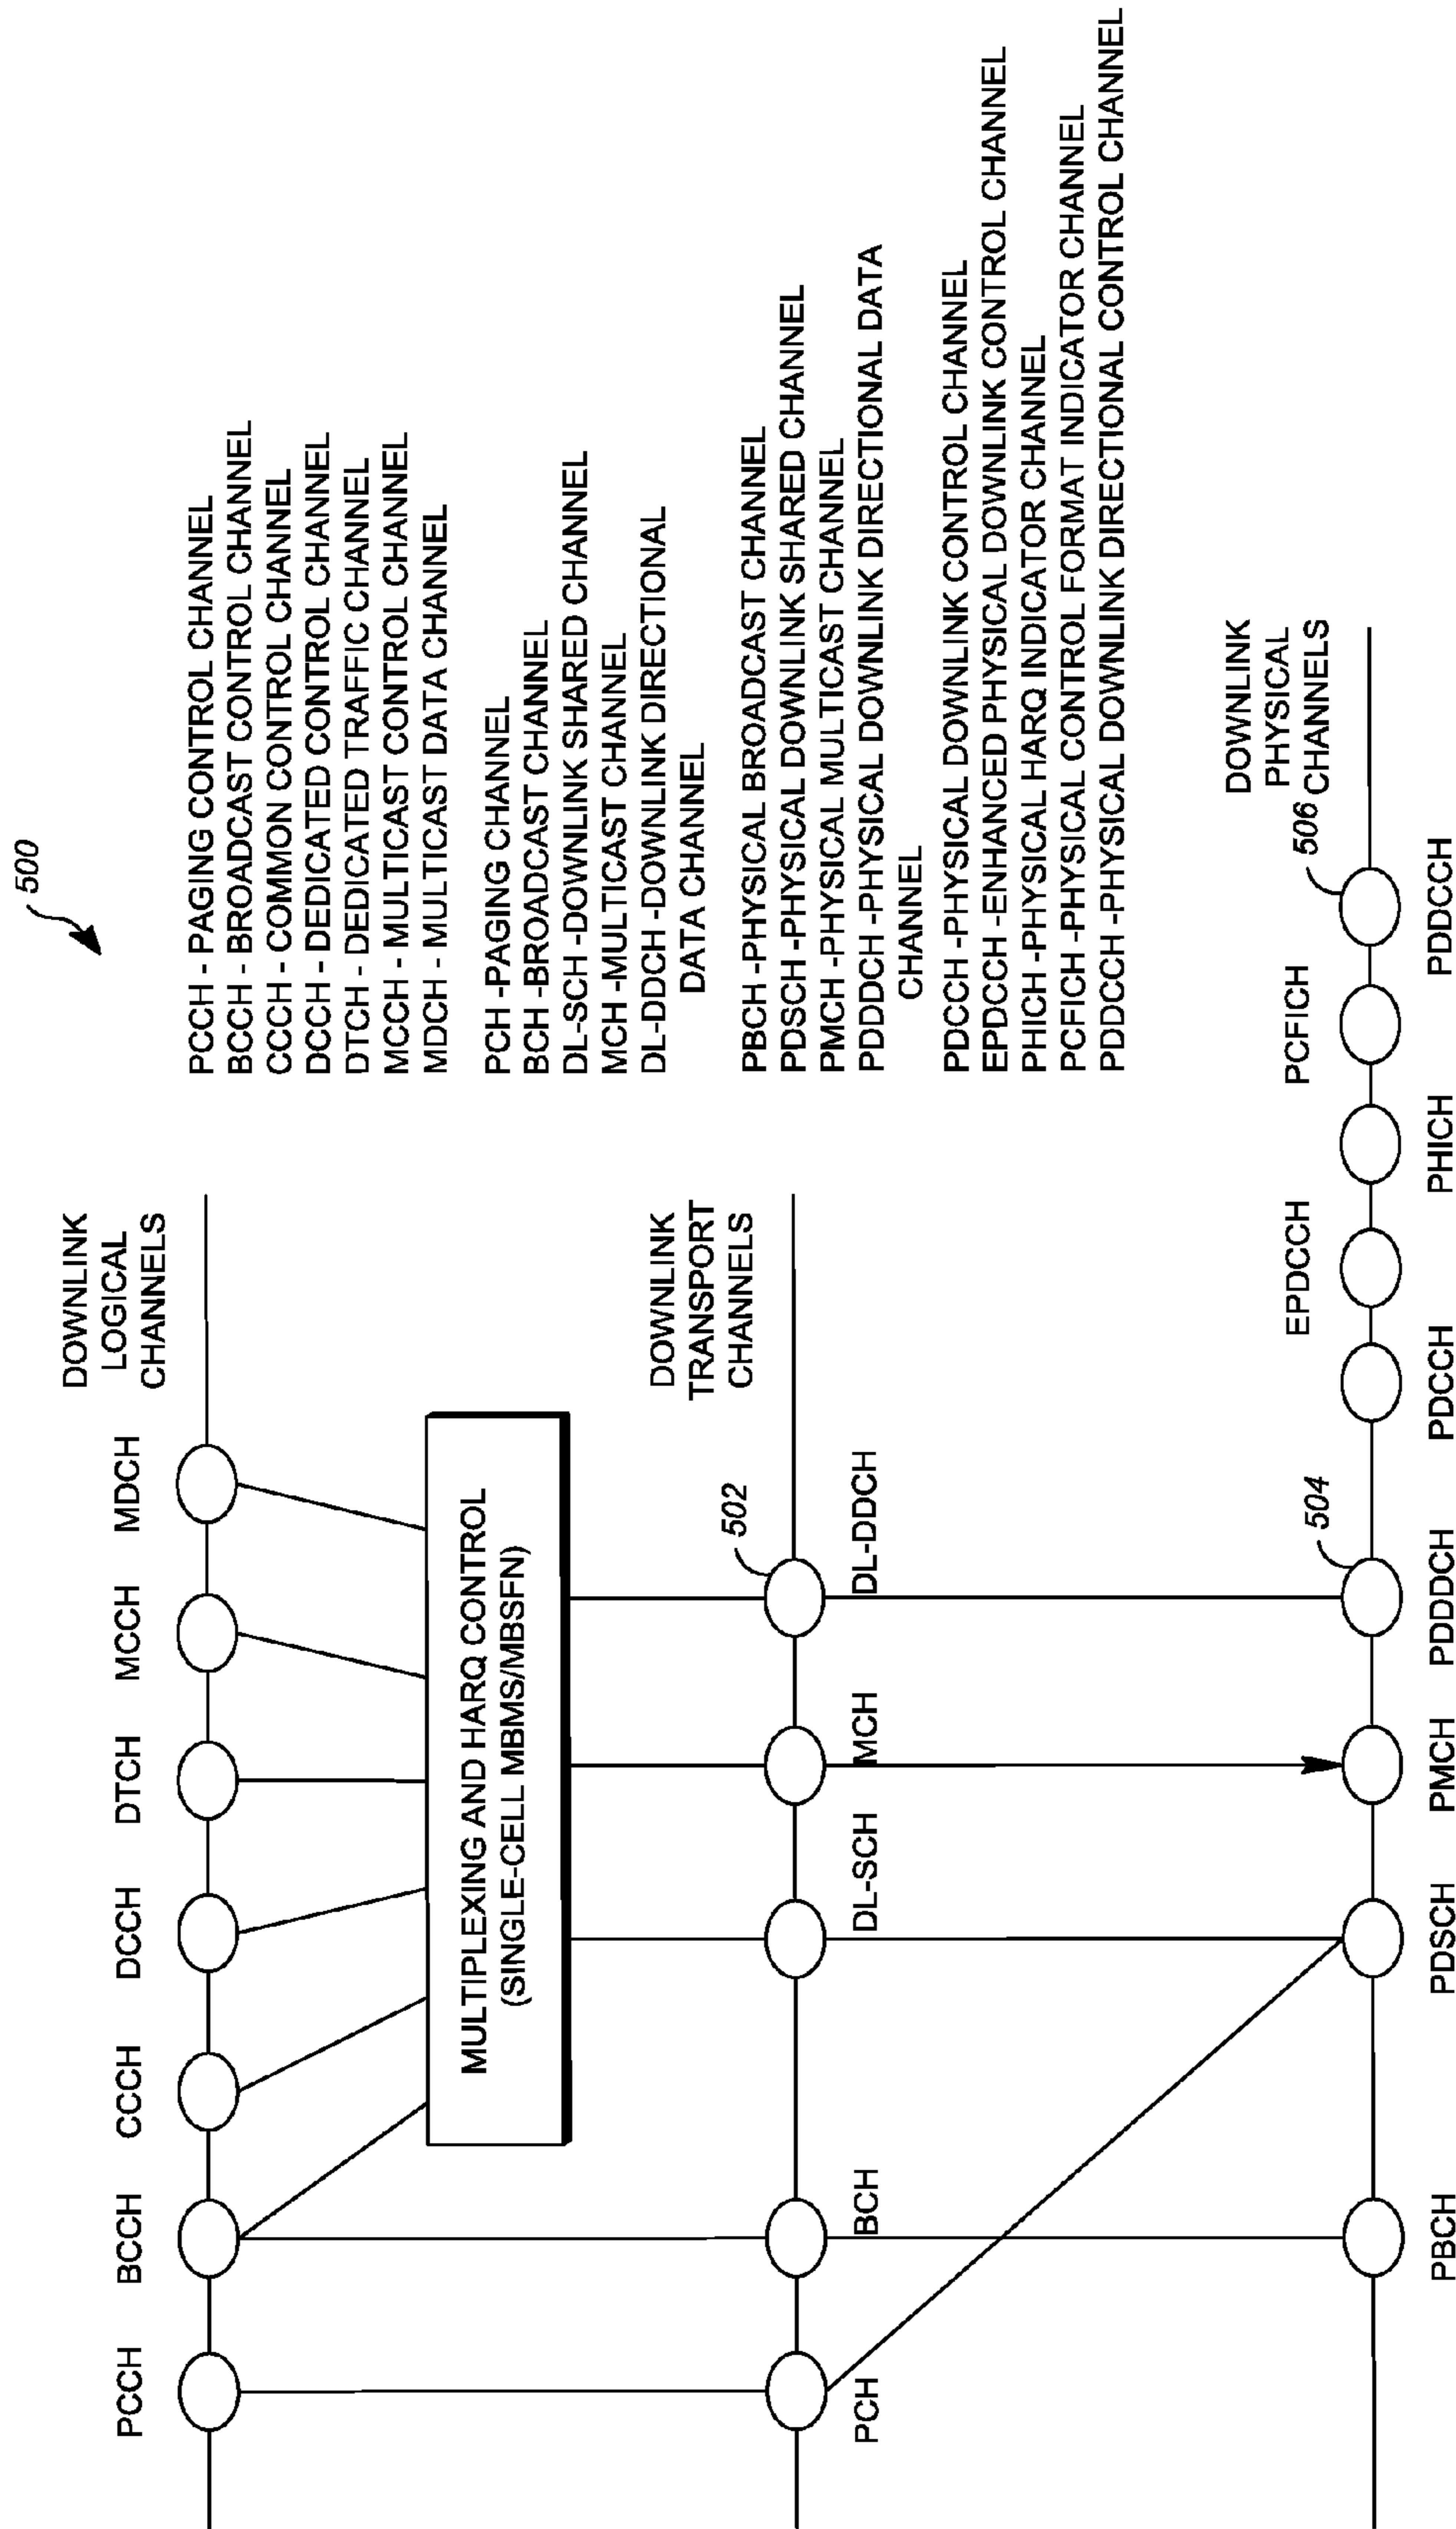 500
DOWNLINK
LOGICAL
CHANNELS
PCCH
BCCH
CCCH
DCCH
DTCH
MCCH
MDCH
MULTIPLEXING AND HARQ CONTROL
(SINGLE-CELL MBMS/MBSFN)
DOWNLINK
TRANSPORT
CHANNELS
502
PCH
BCH
DL-SCH
MCH
DL-DDCH
DOWNLINK
PHYSICAL
CHANNELS
504
506
EPDCCH
PCFICH
PBCH
PDSCH
PMCH
PDDDCH
PDCCH
PHICH
PDDCCH
PCCH - PAGING CONTROL CHANNEL
BCCH - BROADCAST CONTROL CHANNEL
CCCH - COMMON CONTROL CHANNEL
DCCH - DEDICATED CONTROL CHANNEL
DTCH - DEDICATED TRAFFIC CHANNEL
MCCH - MULTICAST CONTROL CHANNEL
MDCH - MULTICAST DATA CHANNEL
PCH -PAGING CHANNEL
BCH -BROADCAST CHANNEL
DL-SCH -DOWNLINK SHARED CHANNEL
MCH -MULTICAST CHANNEL
DL-DDCH -DOWNLINK DIRECTIONAL
DATA CHANNEL
PBCH -PHYSICAL BROADCAST CHANNEL
PDSCH -PHYSICAL DOWNLINK SHARED CHANNEL
PMCH -PHYSICAL MULTICAST CHANNEL
PDDDCH -PHYSICAL DOWNLINK DIRECTIONAL DATA
CHANNEL
PDCCH -PHYSICAL DOWNLINK CONTROL CHANNEL
EPDCCH -ENHANCED PHYSICAL DOWNLINK CONTROL CHANNEL
PHICH -PHYSICAL HARQ INDICATOR CHANNEL
PCFICH -PHYSICAL CONTROL FORMAT INDICATOR CHANNEL
PDDCCH -PHYSICAL DOWNLINK DIRECTIONAL CONTROL CHANNEL